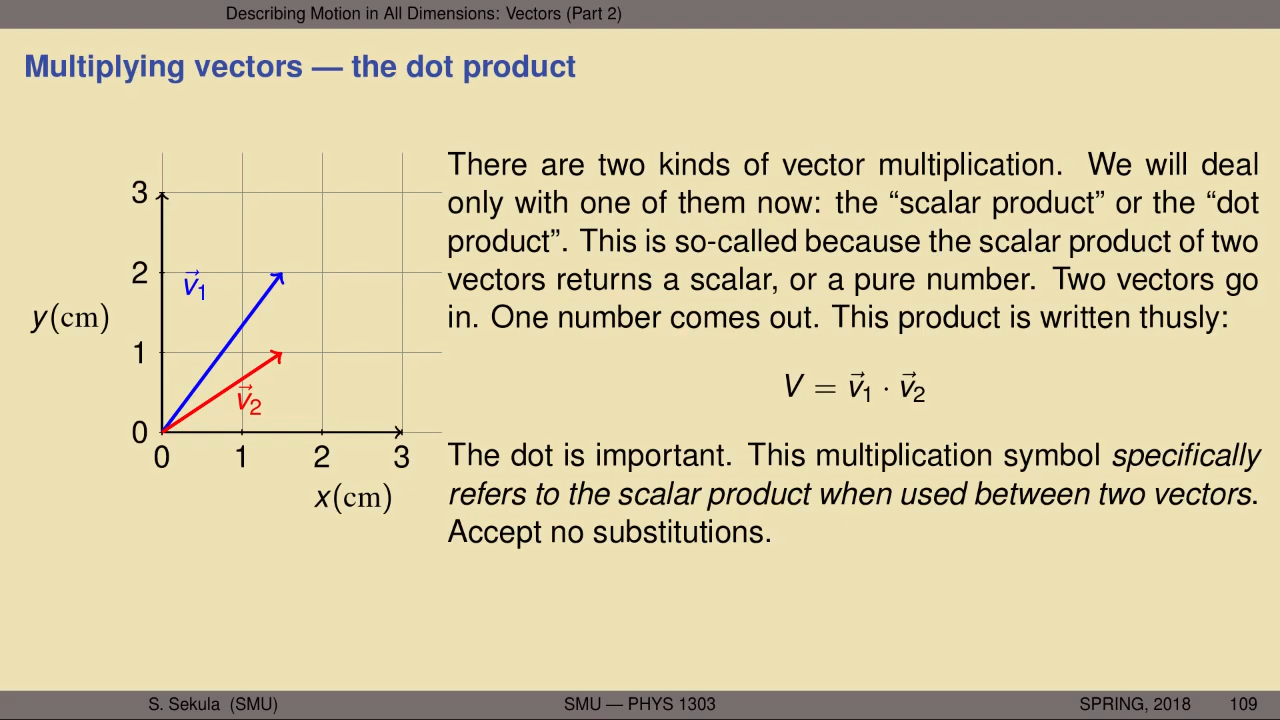 Describing Motion in All Dimensions: Vectors (Part 2)
Multiplying vectors — the dot product
3
2
1
0
y(cm)
0 1 2 3
x(cm)
v⃗1
v⃗2
There are two kinds of vector multiplication. We will deal
only with one of them now: the “scalar product” or the “dot
product”. This is so-called because the scalar product of two
vectors returns a scalar, or a pure number. Two vectors go
in. One number comes out. This product is written thusly:
V = v⃗1 · v⃗2
The dot is important. This multiplication symbol specifically
refers to the scalar product when used between two vectors.
Accept no substitutions.
S. Sekula (SMU) SMU — PHYS 1303 SPRING, 2018 109